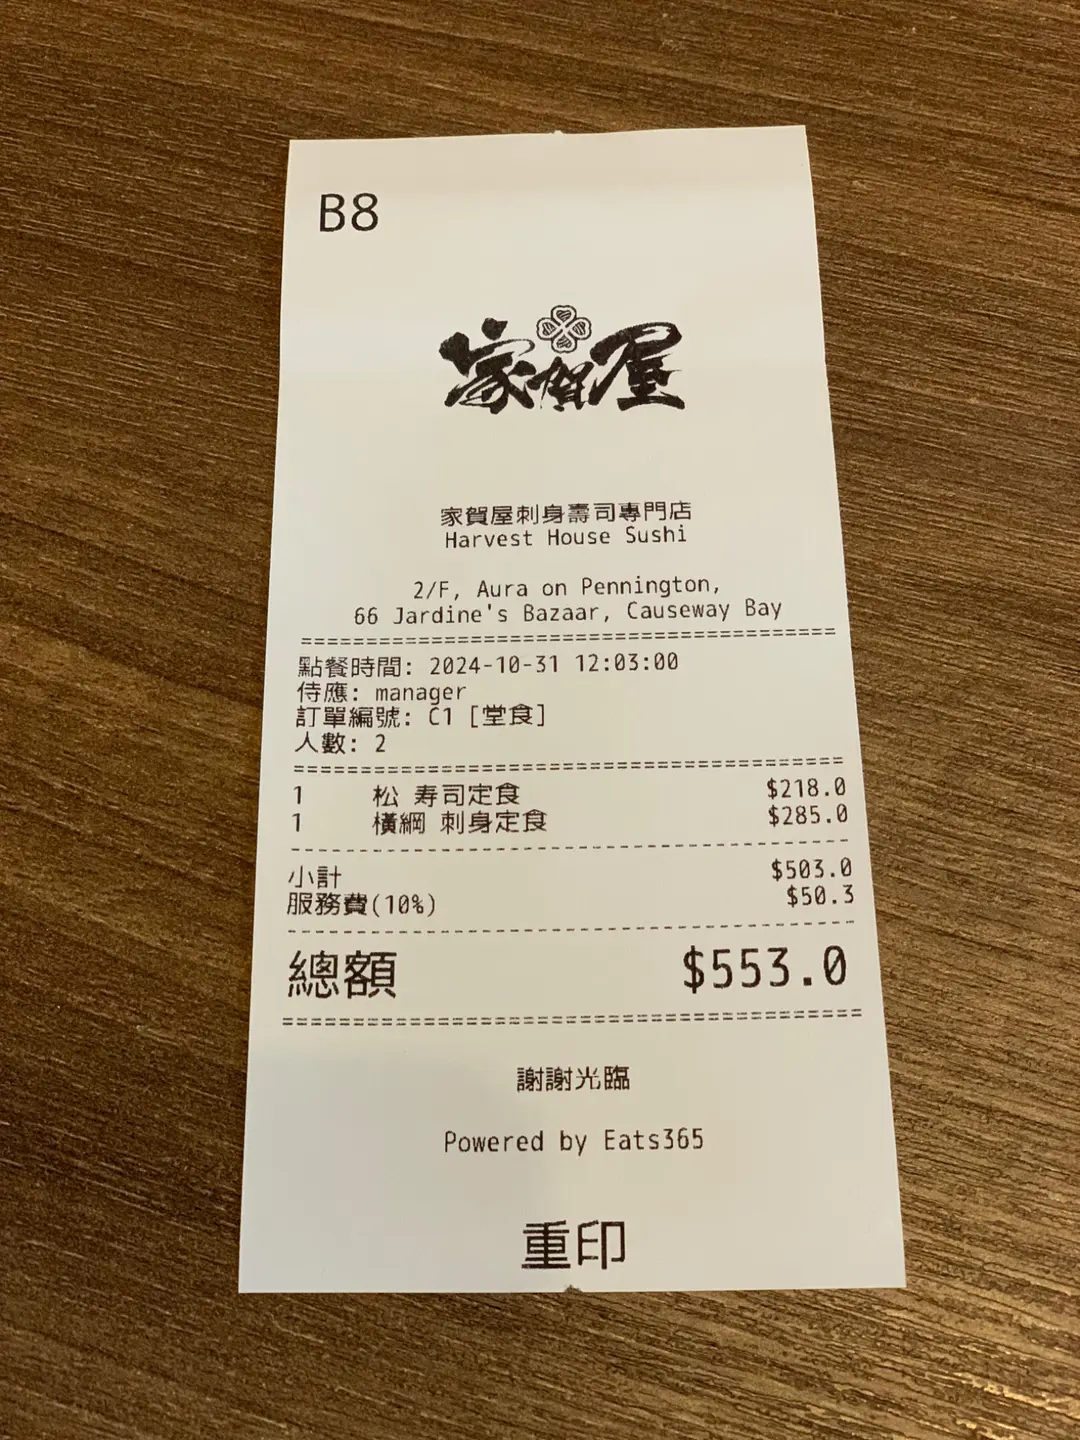 B8
家賀屋
家賀屋刺身壽司專門店
Harvest House Sushi
2/F, Aura on Pennington,
66 Jardine's Bazaar, Causeway Bay
點餐時間: 2024-10-31 12:03:00
侍應: manager
訂單編號: C1 [堂食]
人數: 2
1 松 寿司定食 $218.0
1 橫綱 刺身定食 $285.0
小計 $503.0
服務費(10%) $50.3
總額 $553.0
謝謝光臨
Powered by Eats365
重印